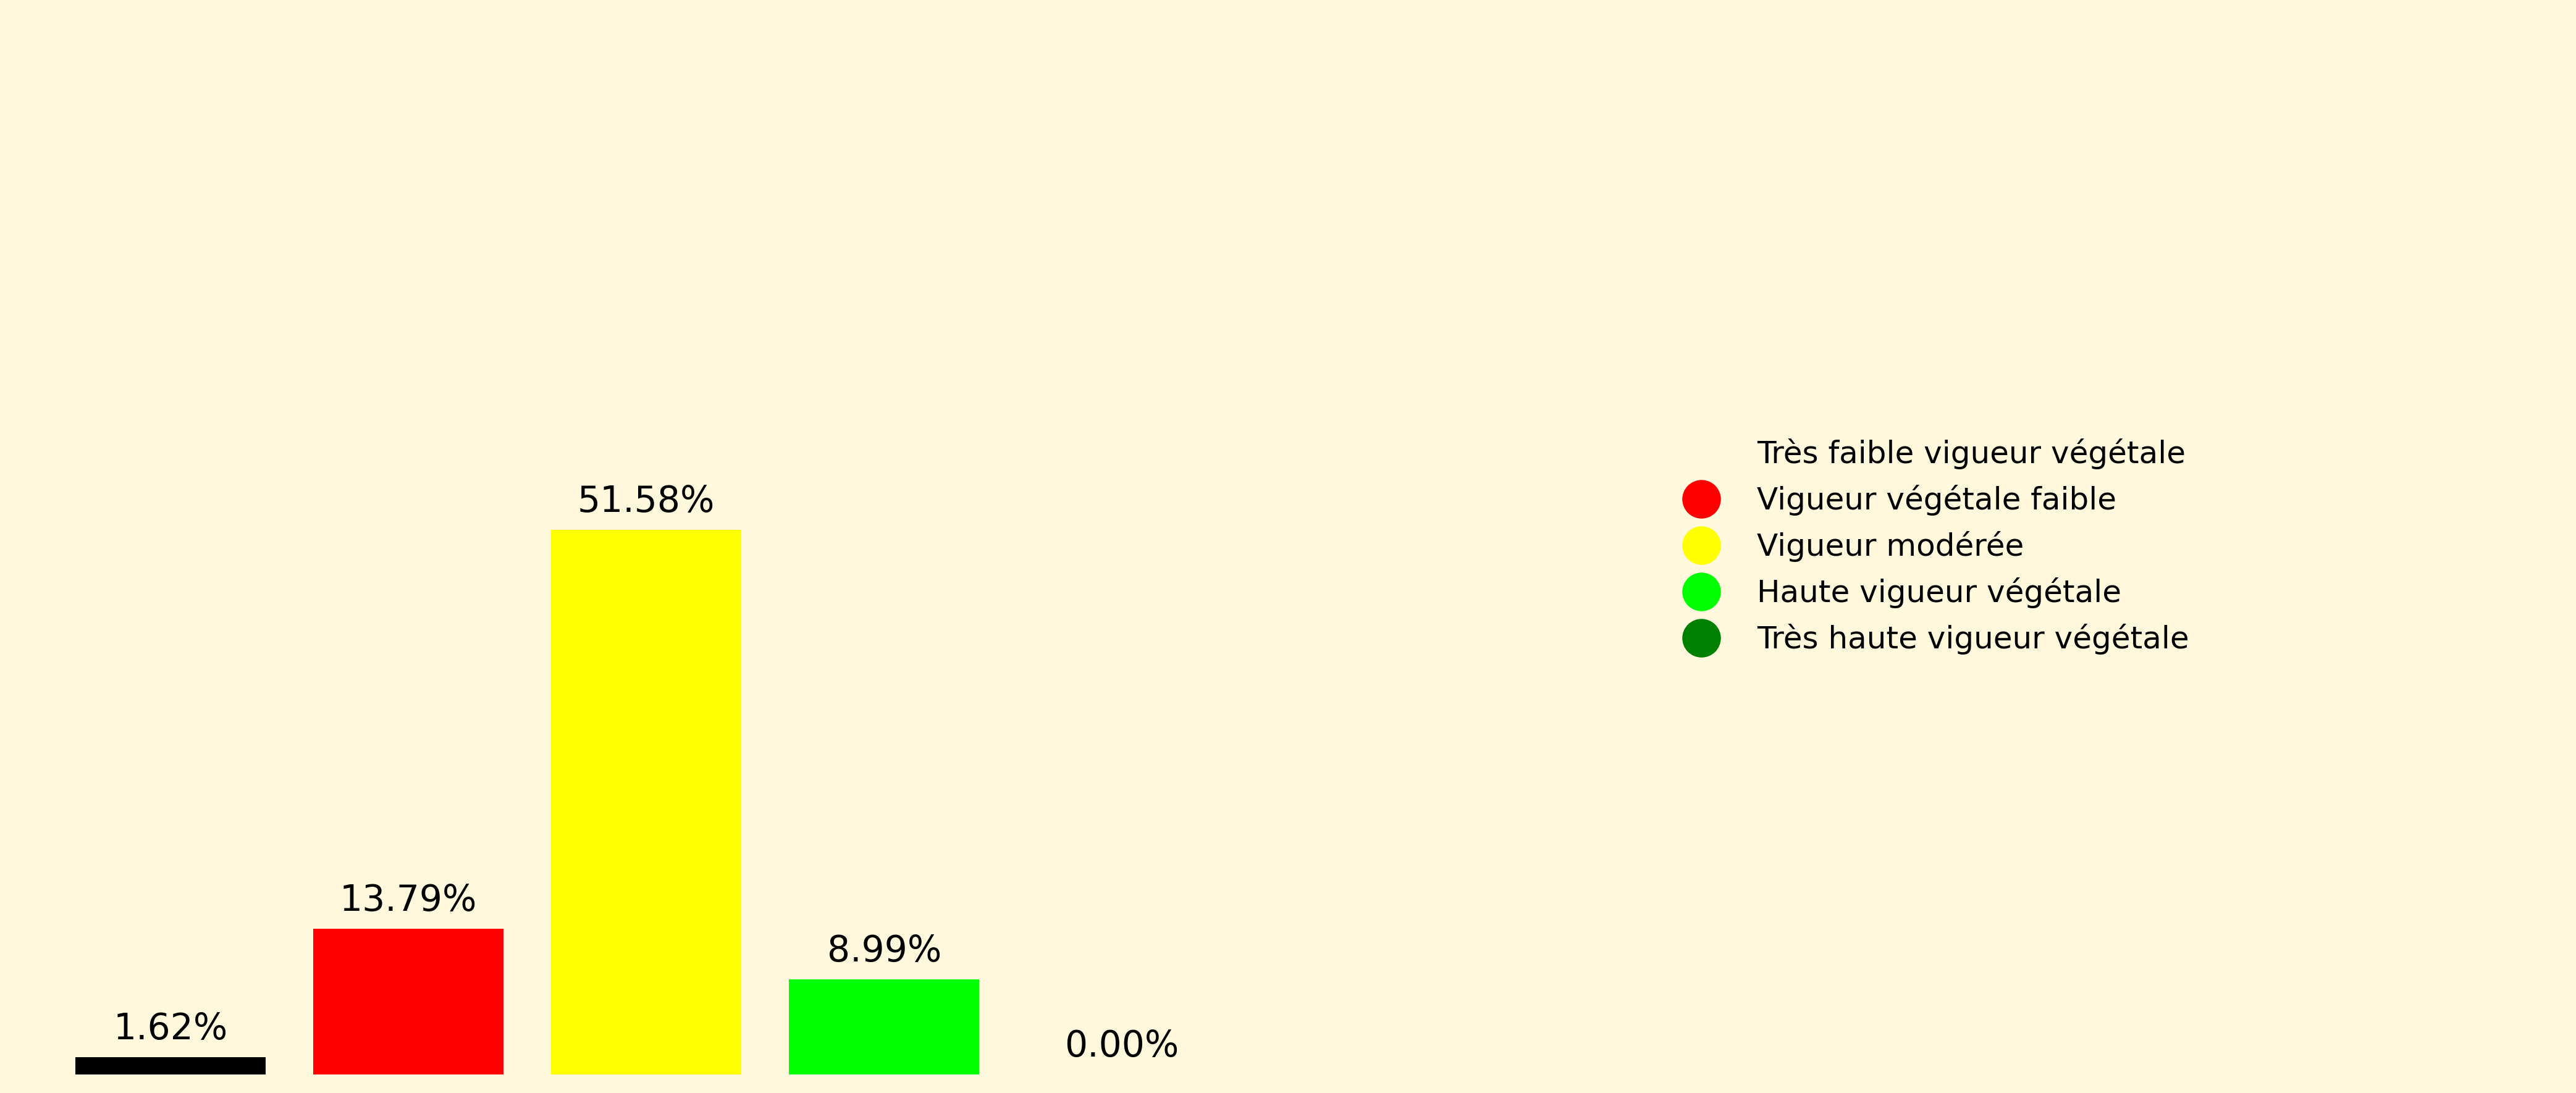 51.58%
13.79%
8.99%
1.62%
0.00%
Très faible vigueur végétale
Vigueur végétale faible
Vigueur modérée
Haute vigueur végétale
Très haute vigueur végétale